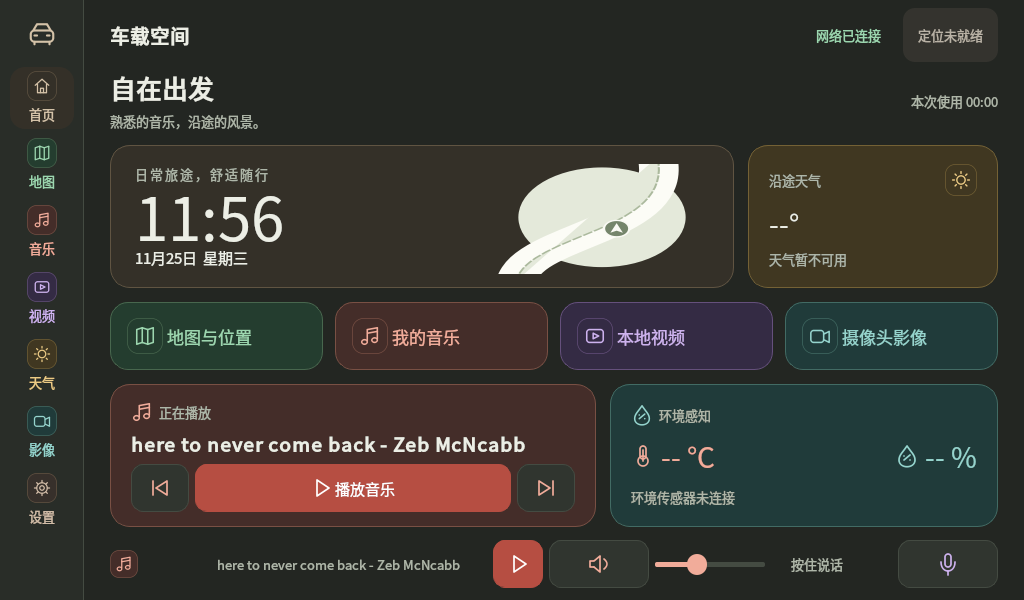 车载空间
网络已连接
定位未就绪
首页
地图
音乐
视频
天气
影像
设置
自在出发
熟悉的音乐，沿途的风景。
本次使用 00:00
日常旅途，舒适随行
11:56
11月25日 星期三
沿途天气
--°
天气暂不可用
地图与位置
我的音乐
本地视频
摄像头影像
正在播放
here to never come back - Zeb McNcabb
播放音乐
环境感知
-- °C
-- %
环境传感器未连接
here to never come back - Zeb McNcabb
按住说话